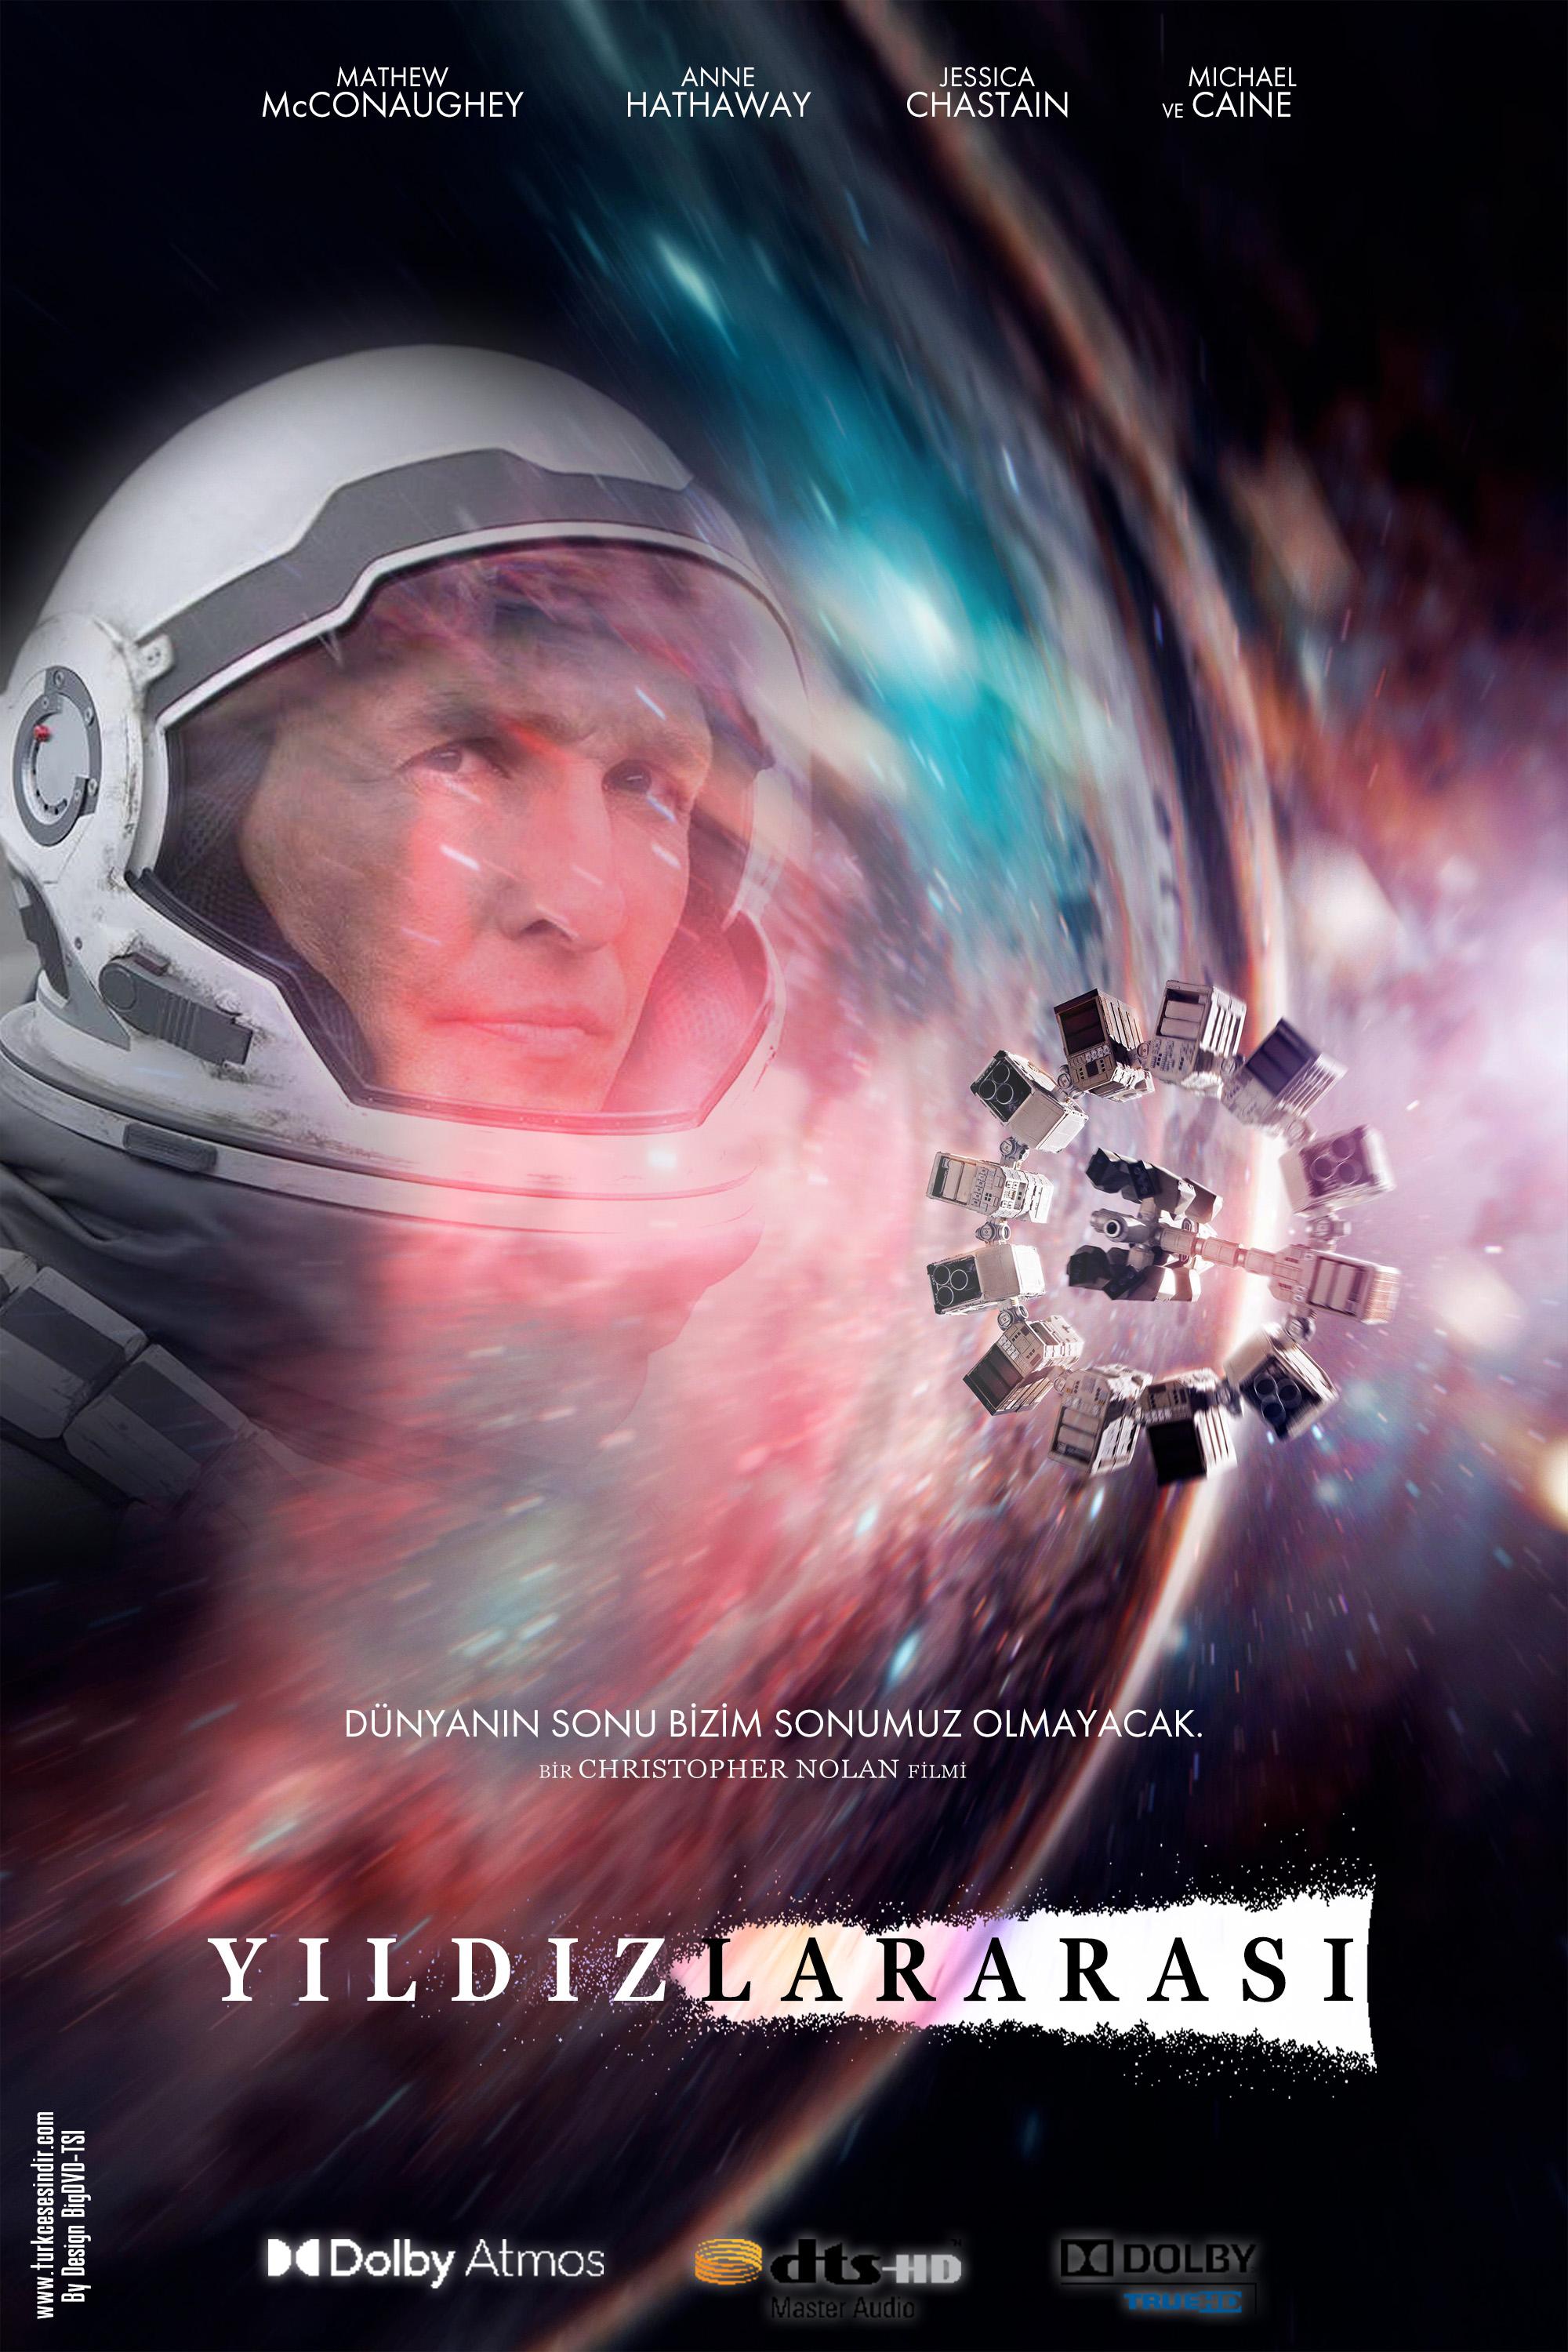 MATHEW
McCONAUGHEY
ANNE
HATHAWAY
JESSICA
CHASTAIN
MICHAEL
VE CAINE
DÜNYANIN SONU BİZİM SONUMUZ OLMAYACAK.
BİR CHRISTOPHER NOLAN FİLMİ
YILDIZLARARASI
www.turkcesesindir.com
By Design BigDVD-TSI
Dolby Atmos
dts-HD
Master Audio
DOLBY
TRUEHD